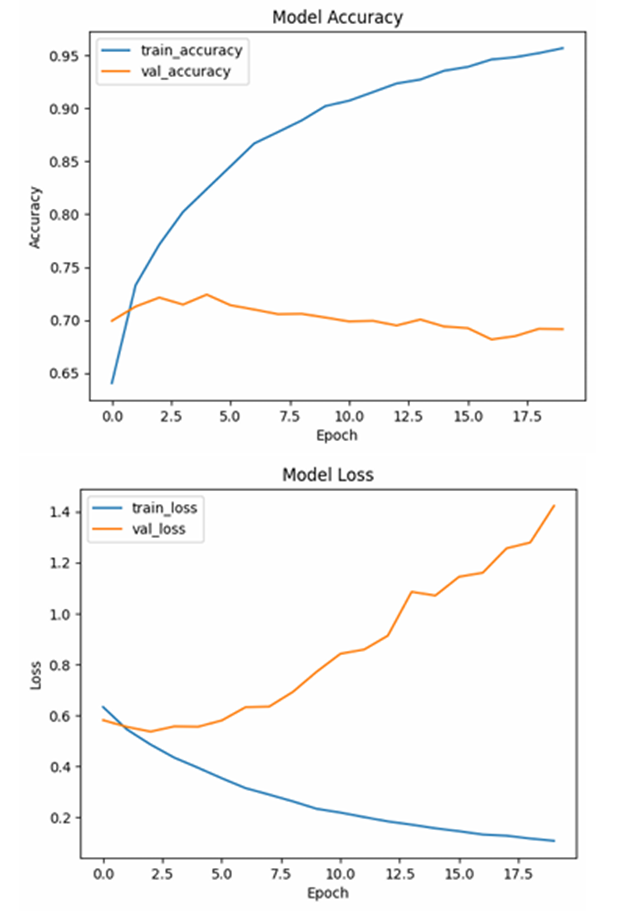 Model Accuracy
train_accuracy
val_accuracy
0.95
0.90
0.85
0.80
0.75
0.70
0.65
Accuracy
0.0 2.5 5.0 7.5 10.0 12.5 15.0 17.5
Epoch
Model Loss
train_loss
val_loss
1.4
1.2
1.0
0.8
0.6
0.4
0.2
Loss
0.0 2.5 5.0 7.5 10.0 12.5 15.0 17.5
Epoch